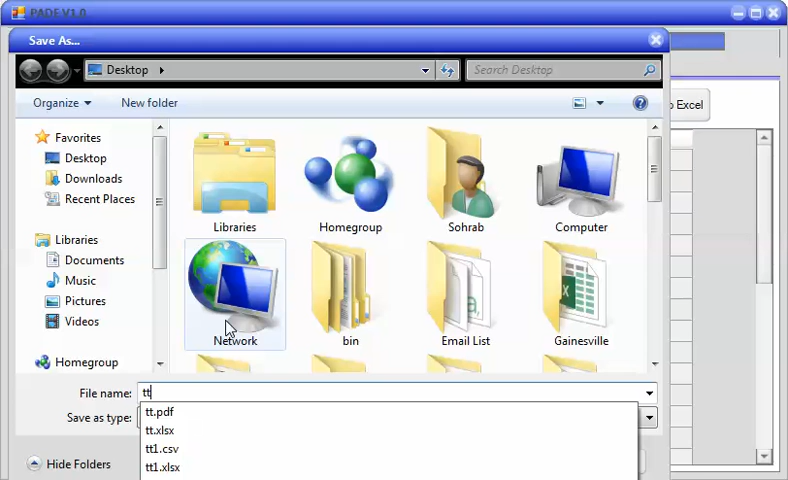 PADE V1.0
Save As...
Desktop
Search Desktop
Organize
New folder
o Excel
Favorites
Desktop
Downloads
Recent Places
Libraries
Documents
Music
Pictures
Videos
Homegroup
Libraries
Homegroup
Sohrab
Computer
Network
bin
Email List
Gainesville
File name: tt
Save as type:
tt.pdf
tt.xlsx
tt1.csv
tt1.xlsx
Hide Folders